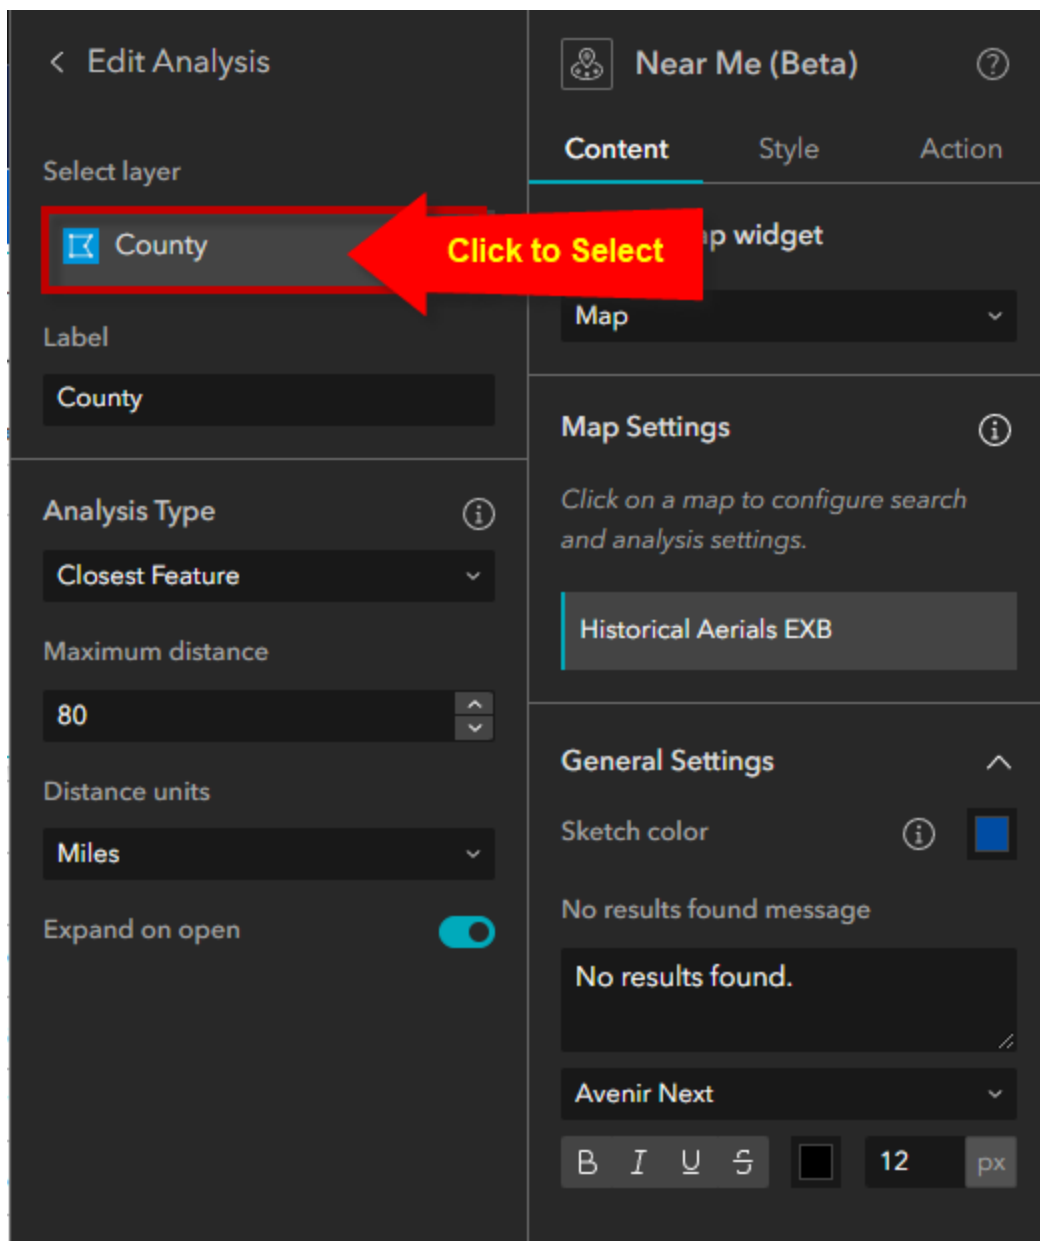 Edit Analysis
Select layer
County
Click to Select
Label
County
Analysis Type
Closest Feature
Maximum distance
80
Distance units
Miles
Expand on open
Near Me (Beta)
Content Style Action
widget
Map
Map Settings
Click on a map to configure search
and analysis settings.
Historical Aerials EXB
General Settings
Sketch color
No results found message
No results found.
Avenir Next
B I U S 12 px